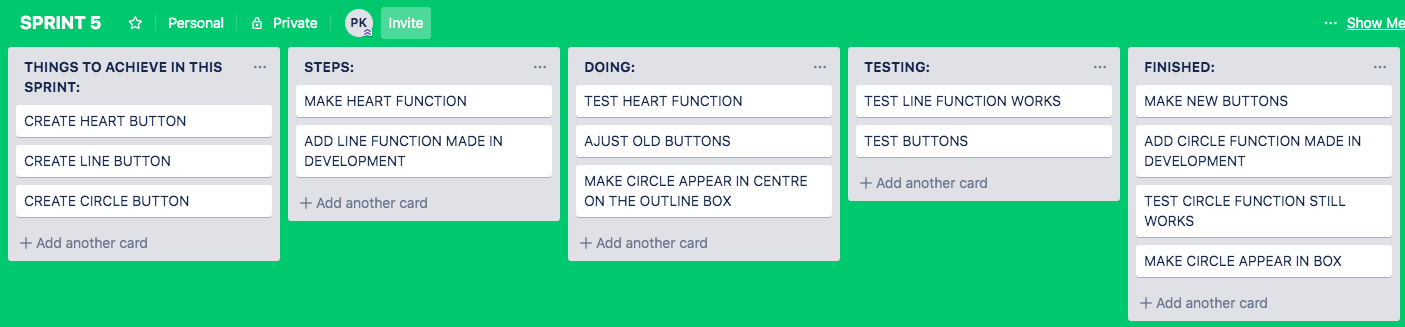 SPRINT 5 Personal Private PK Invite ... Show Me
THINGS TO ACHIEVE IN THIS
SPRINT:
CREATE HEART BUTTON
CREATE LINE BUTTON
CREATE CIRCLE BUTTON
+ Add another card
STEPS:
MAKE HEART FUNCTION
ADD LINE FUNCTION MADE IN
DEVELOPMENT
+ Add another card
DOING:
TEST HEART FUNCTION
AJUST OLD BUTTONS
MAKE CIRCLE APPEAR IN CENTRE
ON THE OUTLINE BOX
+ Add another card
TESTING:
TEST LINE FUNCTION WORKS
TEST BUTTONS
+ Add another card
FINISHED:
MAKE NEW BUTTONS
ADD CIRCLE FUNCTION MADE IN
DEVELOPMENT
TEST CIRCLE FUNCTION STILL
WORKS
MAKE CIRCLE APPEAR IN BOX
+ Add another card